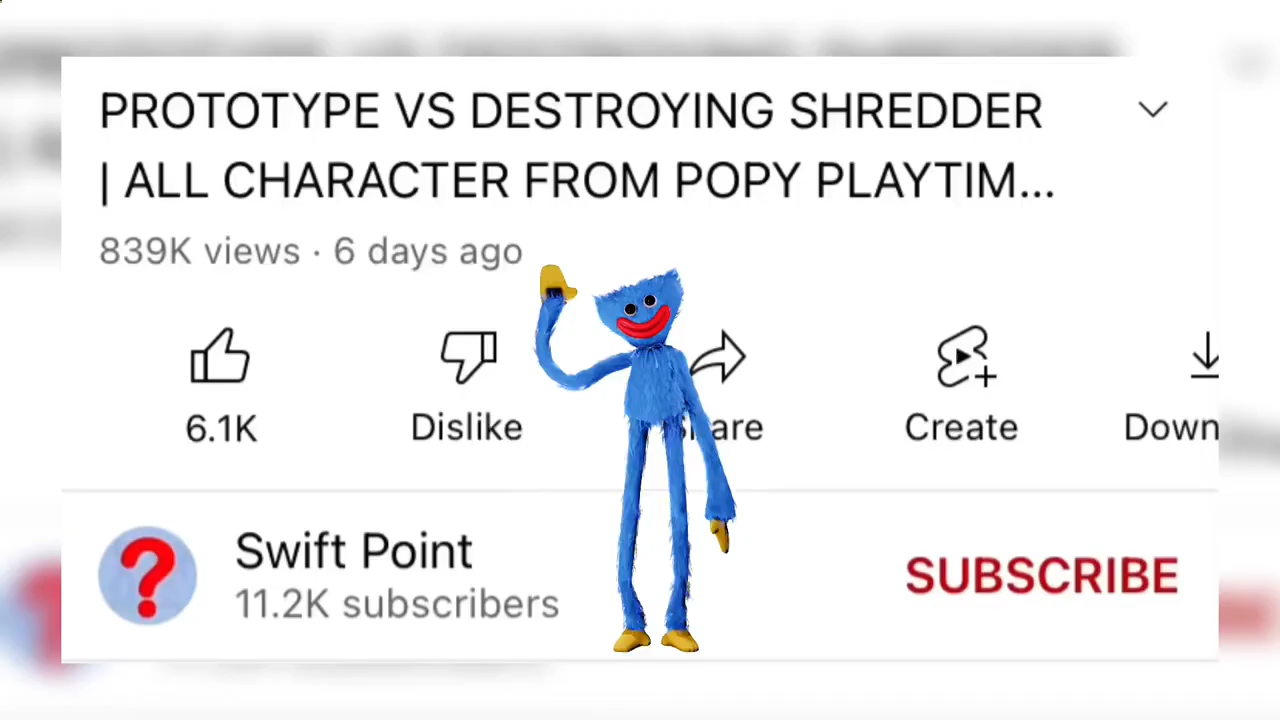 PROTOTYPE VS DESTROYING SHREDDER
| ALL CHARACTER FROM POPY PLAYTIM...
839K views · 6 days ago
6.1K
Dislike
are
Create
Down
Swift Point
11.2K subscribers
SUBSCRIBE